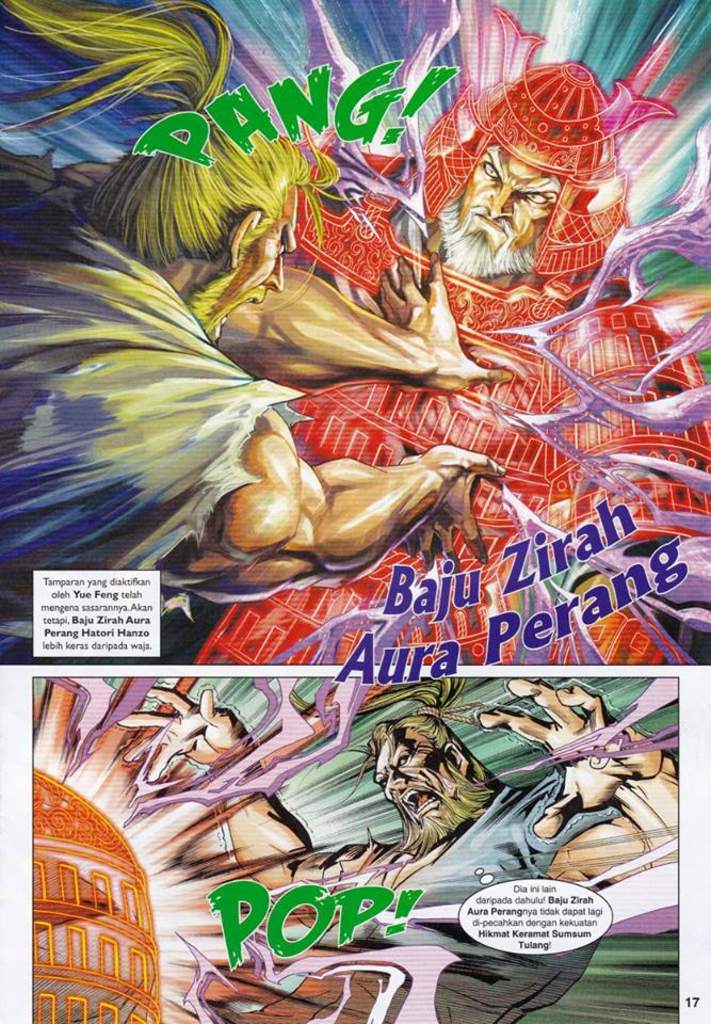 PANG!
Tamparan yang diaktifkan
oleh Yue Feng telah
mengena sasarannya. Akan
tetapi, Baju Zirah Aura
Perang Hatori Hanzo
lebih keras daripada waja.
Baju Zirah
Aura Perang
POP!
Dia ini lain
daripada dahulu! Baju Zirah
Aura Perangnya tidak dapat lagi
di-pecahkan dengan kekuatan
Hikmat Keramat Sumsum
Tulang!
17